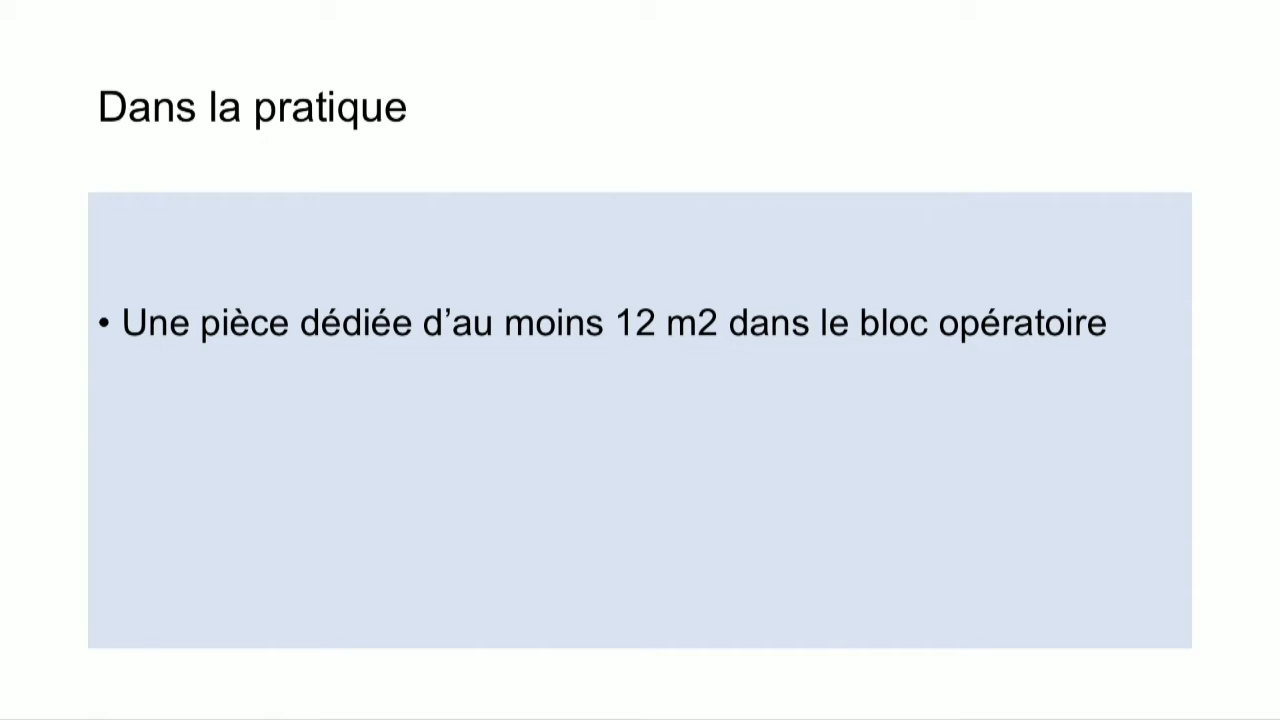 Dans la pratique
• Une pièce dédiée d’au moins 12 m2 dans le bloc opératoire